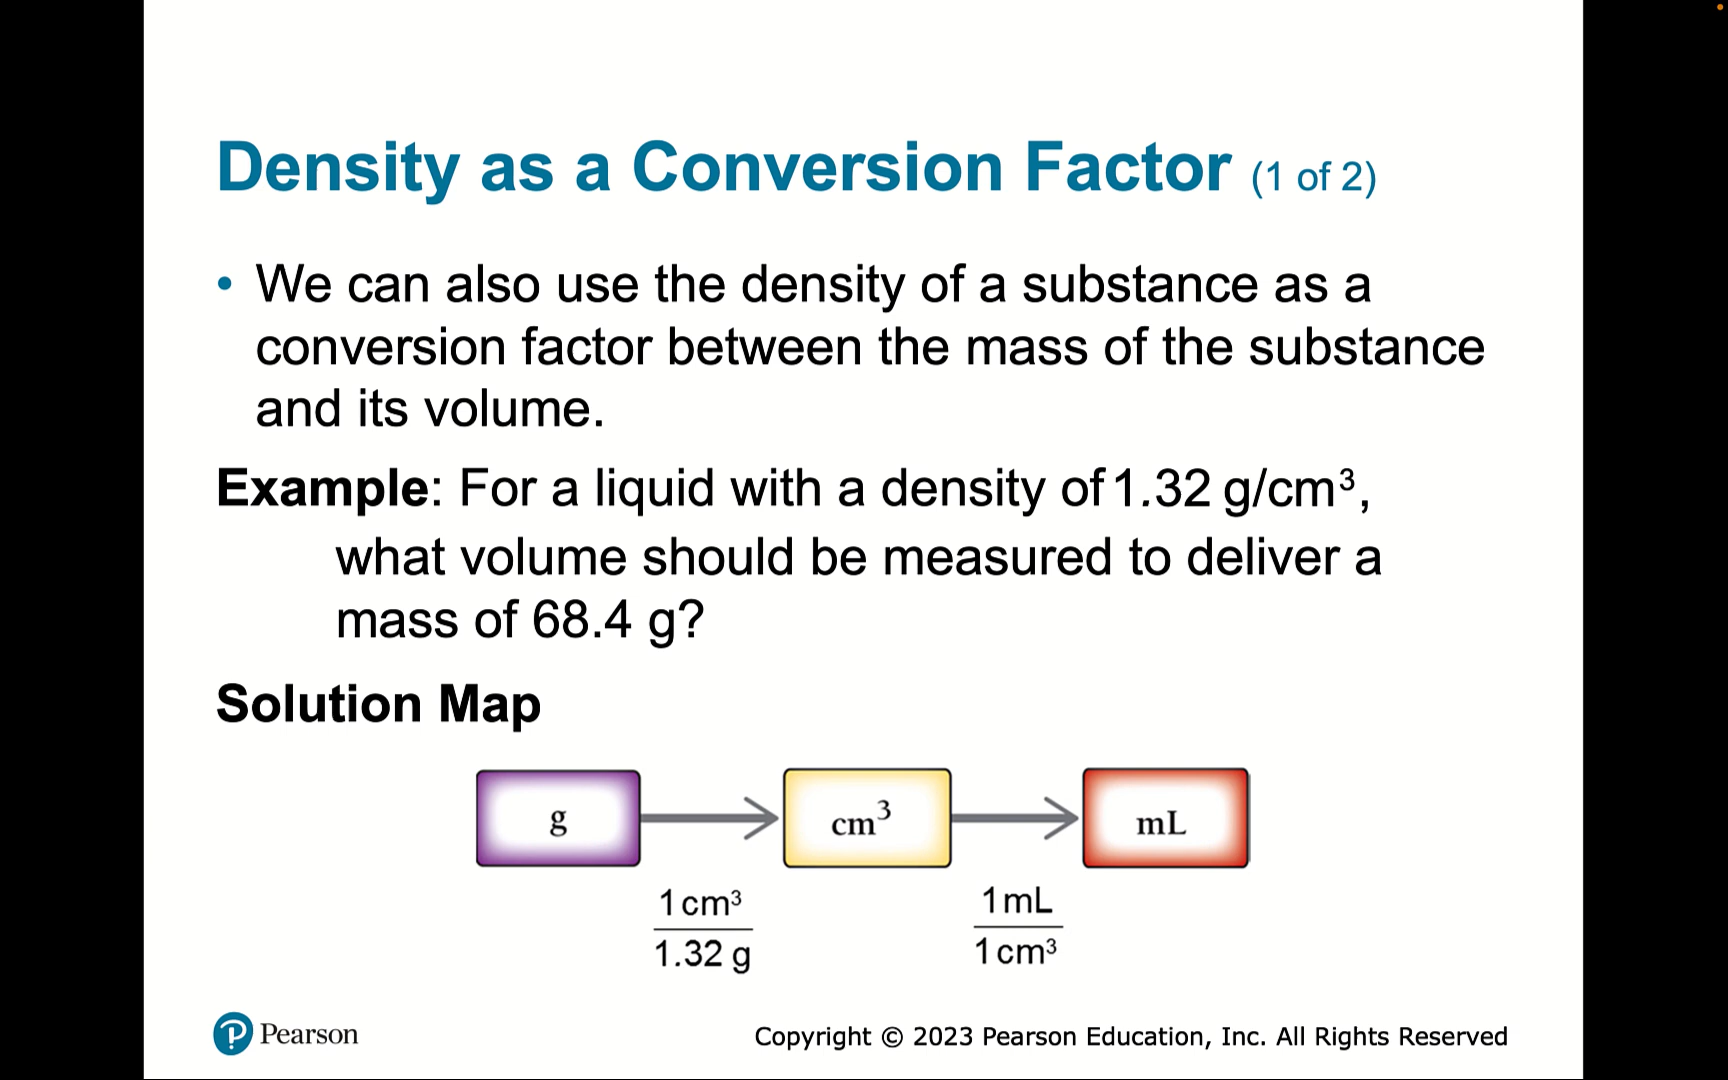 Density as a Conversion Factor (1 of 2)
• We can also use the density of a substance as a
conversion factor between the mass of the substance
and its volume.
Example: For a liquid with a density of 1.32 g/cm³,
what volume should be measured to deliver a
mass of 68.4 g?
Solution Map
g cm³ mL
1 cm³ 1 mL
1.32 g 1 cm³
Pearson Copyright © 2023 Pearson Education, Inc. All Rights Reserved